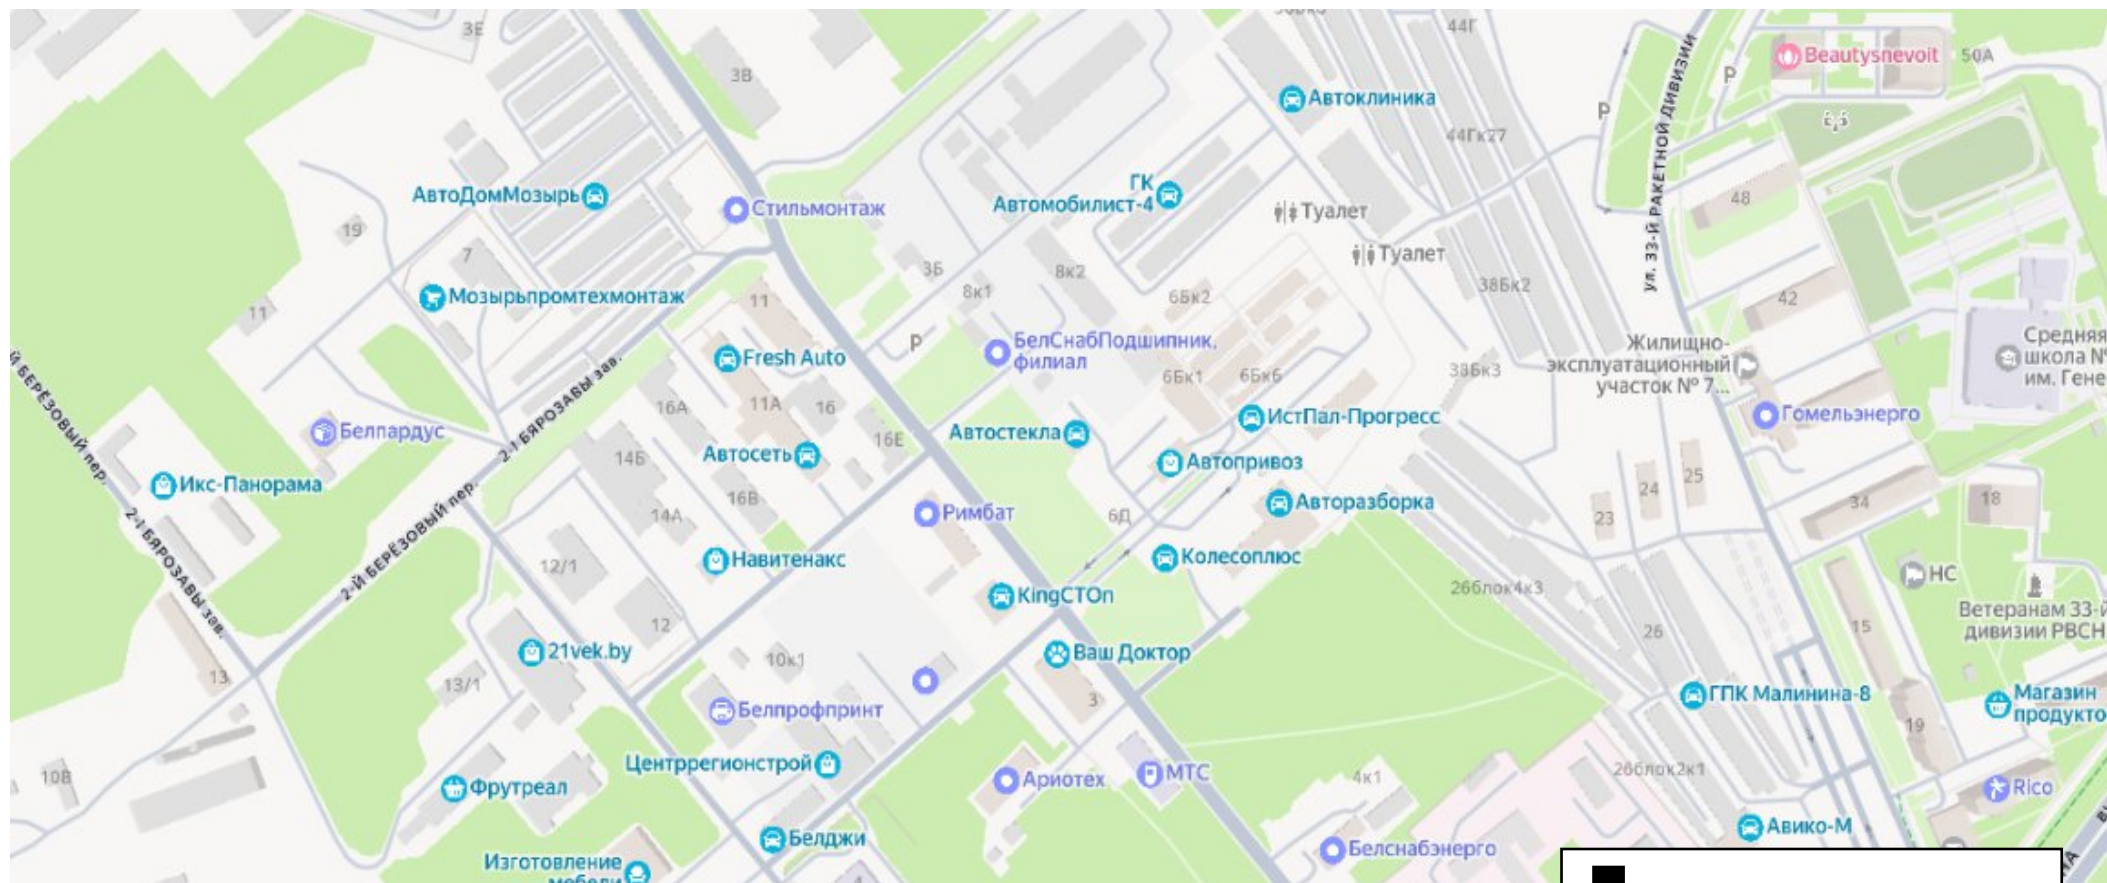 3Е
3В
44Г
Beautysnevoit
50А
Автоклиника
Р
Р
44Гк27
ул. 33-Й РАКЕТНОЙ ДИВИЗИИ
АвтоДомМозырь
Стильмонтаж
ГК
Автомобилист-4
Туалет
48
19
7
Туалет
3Б
8к1
8к2
6Бк2
38Бк2
42
Мозырьпромтехмонтаж
11
11
Р
БелСнабПодшипник,
филиал
Жилищно-
эксплуатационный
участок № 7...
Средняя
школа №
им. Гене
Fresh Auto
6Бк1
6Бк6
38Бк3
Й БЕРЁЗОВЫЙ пер.
2-І БЯРОЗАВЫ зав.
16А
11А
16
ИстПал-Прогресс
Гомельэнерго
Белпардус
16Е
Автостекла
Автосеть
14Б
Автопривоз
Икс-Панорама
2-Й БЕРЁЗОВЫЙ пер.
16В
14А
Римбат
6Д
Авторазборка
23
24
25
34
18
2-І БЯРОЗАВЫ зав.
12/1
Навитенакс
Колесоплюс
26блок4к3
НС
KingСТОп
Ветеранам 33-й
дивизии РВСН
12
26
15
21vek.by
10к1
Ваш Доктор
13
13/1
3
ГПК Малинина-8
Магазин
продукто
Белпрофпринт
19
Центррегионстрой
10В
Фрутреал
Ариотех
МТС
4к1
26блок2к1
Rico
Белджи
Авико-М
Белснабэнерго
Изготовление
мебели